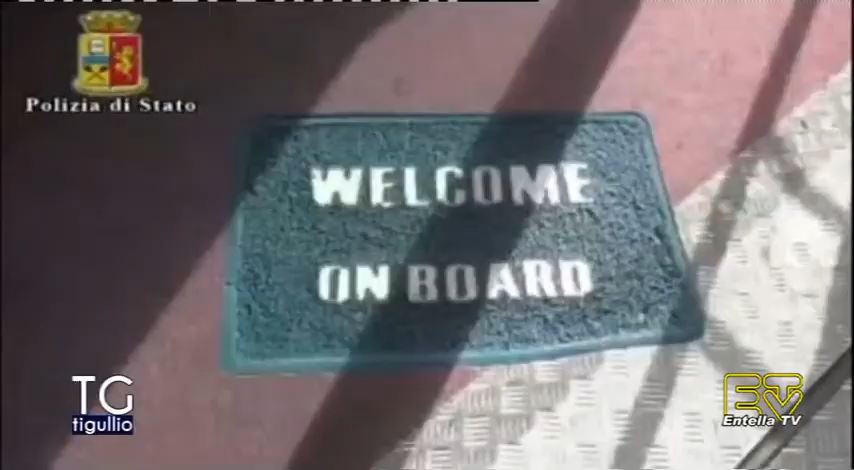 Polizia di Stato
WELCOME
ON BOARD
TG
tigullio
ETV
Entella TV